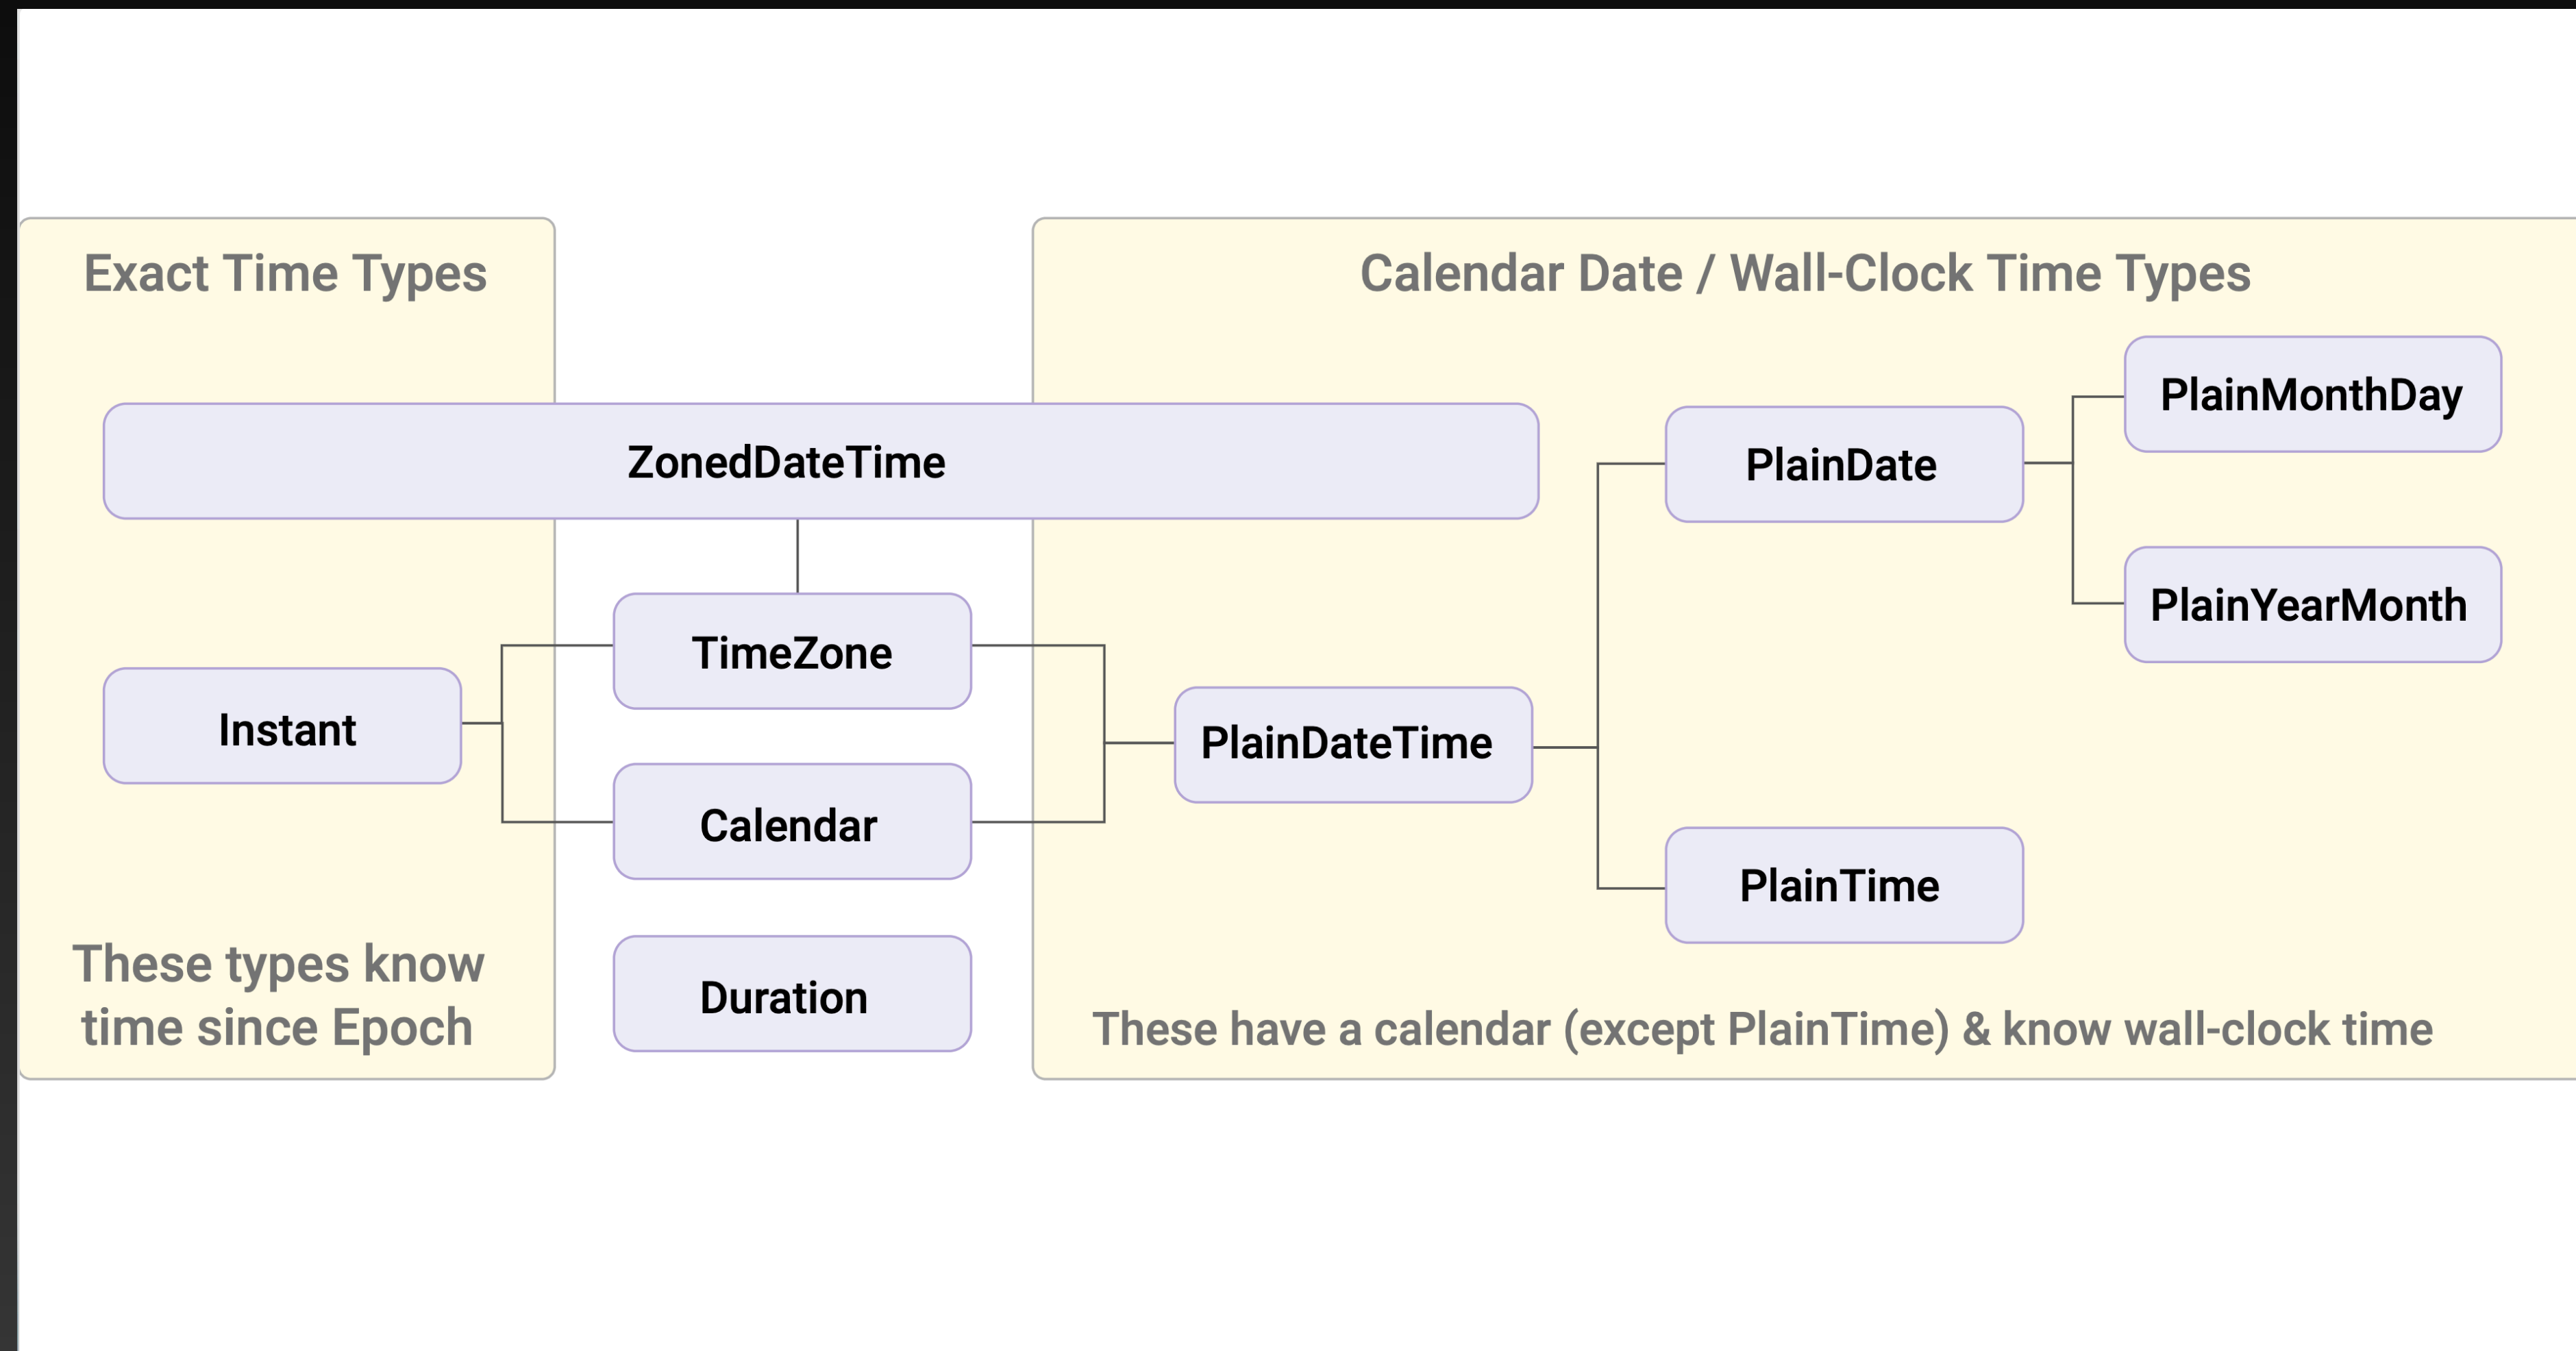 Exact Time Types
Calendar Date / Wall-Clock Time Types
ZonedDateTime
PlainDate
PlainMonthDay
PlainYearMonth
TimeZone
Instant
PlainDateTime
Calendar
PlainTime
Duration
These types know
time since Epoch
These have a calendar (except PlainTime) & know wall-clock time